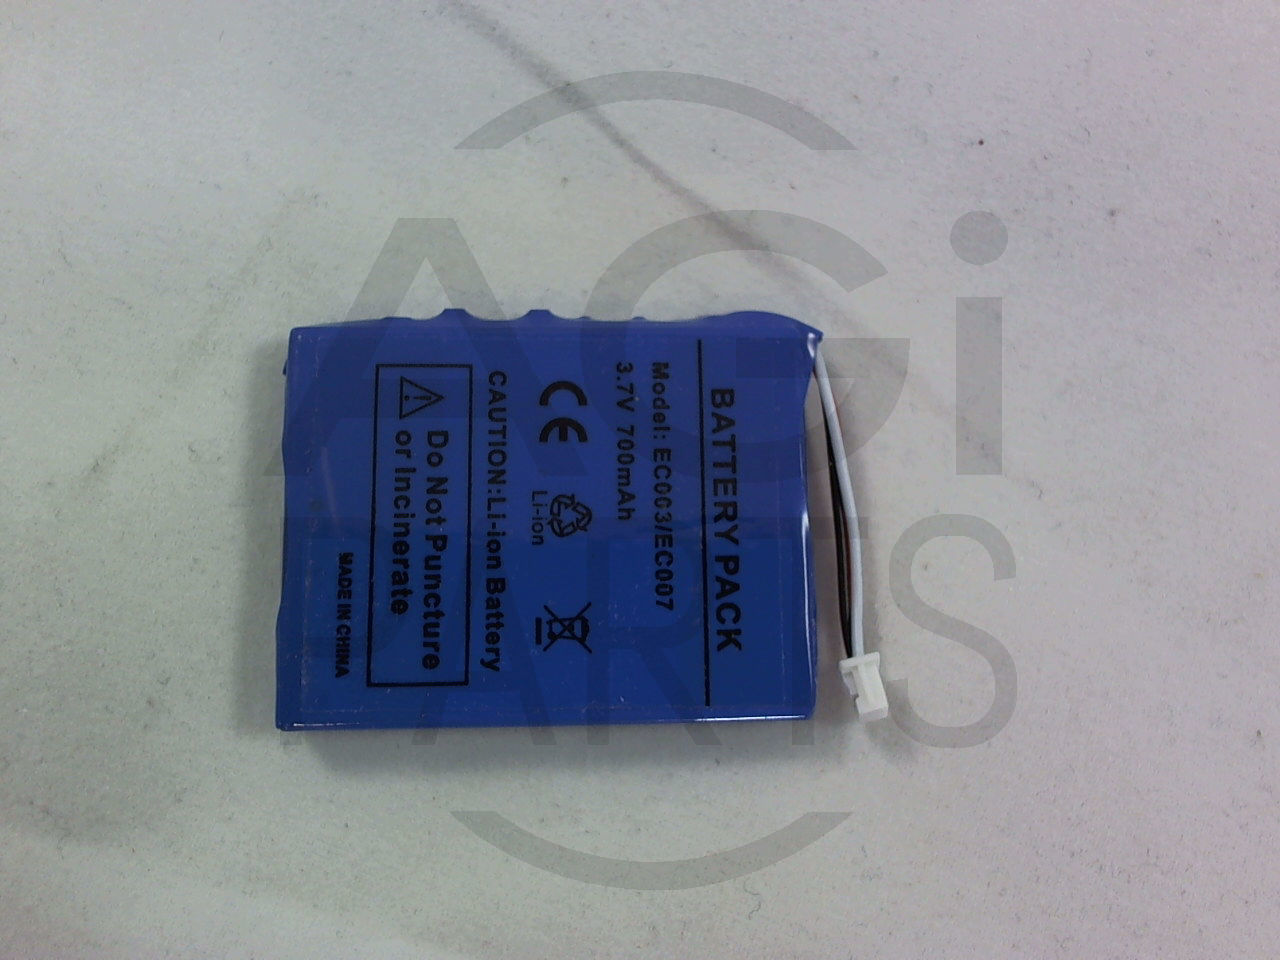 BATTERY PACK
Model: EC003/EC007
3.7V 700mAh
CE
Li-ion
CAUTION:Li-ion Battery
Do Not Puncture
or Incinerate
MADE IN CHINA
AGi
PARTS